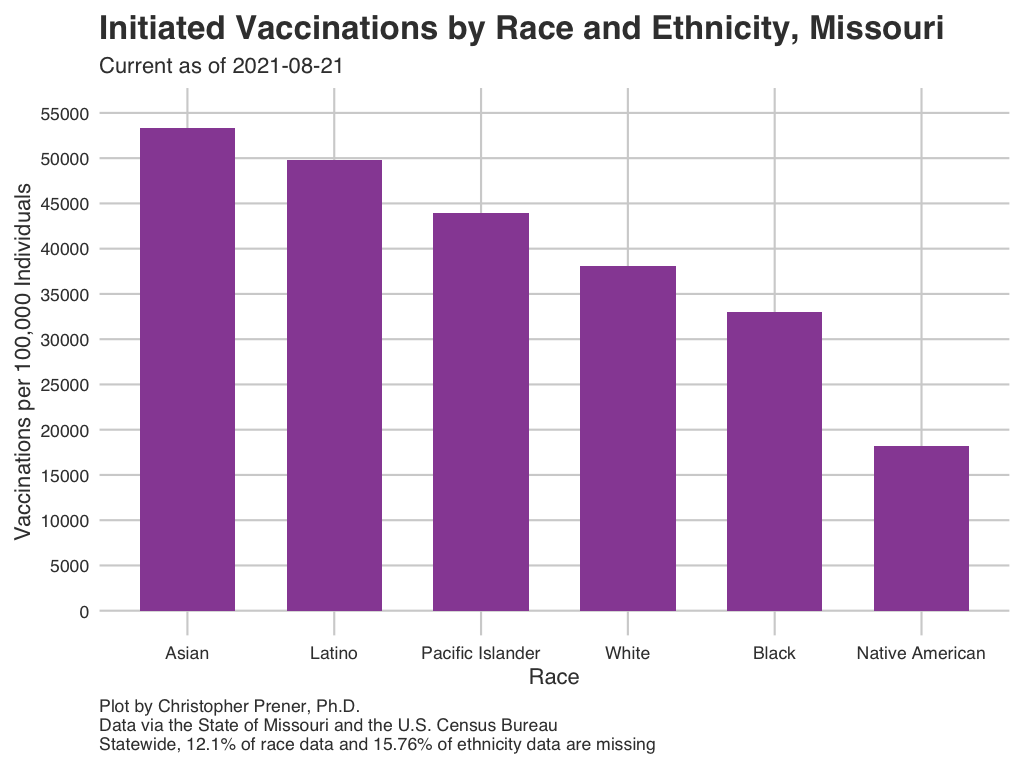 Initiated Vaccinations by Race and Ethnicity, Missouri
Current as of 2021-08-21
Vaccinations per 100,000 Individuals
55000
50000
45000
40000
35000
30000
25000
20000
15000
10000
5000
0
Asian Latino Pacific Islander White Black Native American
Race
Plot by Christopher Prener, Ph.D.
Data via the State of Missouri and the U.S. Census Bureau
Statewide, 12.1% of race data and 15.76% of ethnicity data are missing